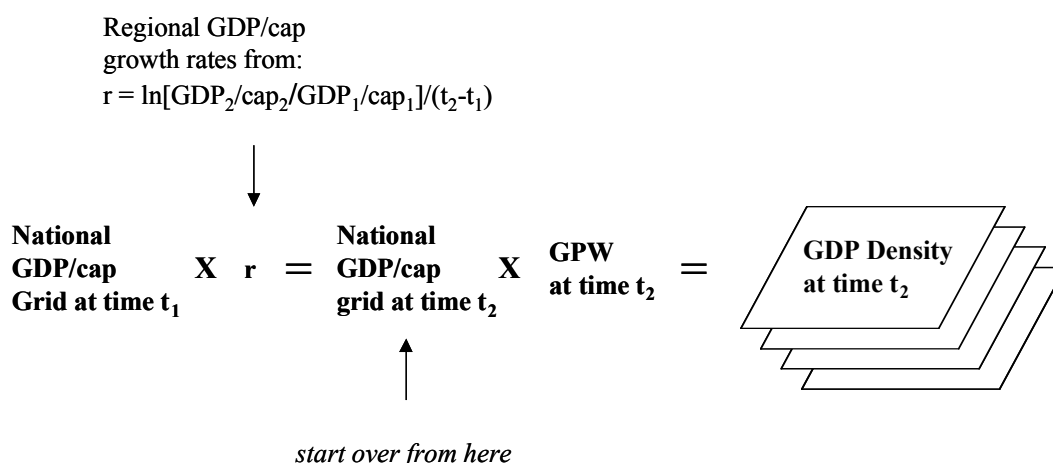 Regional GDP/cap
growth rates from:
r = ln[GDP₂/cap₂/GDP₁/cap₁]/(t₂-t₁)
National
GDP/cap
Grid at time t₁
X
r
=
National
GDP/cap
grid at time t₂
X
GPW
at time t₂
=
GDP Density
at time t₂
start over from here